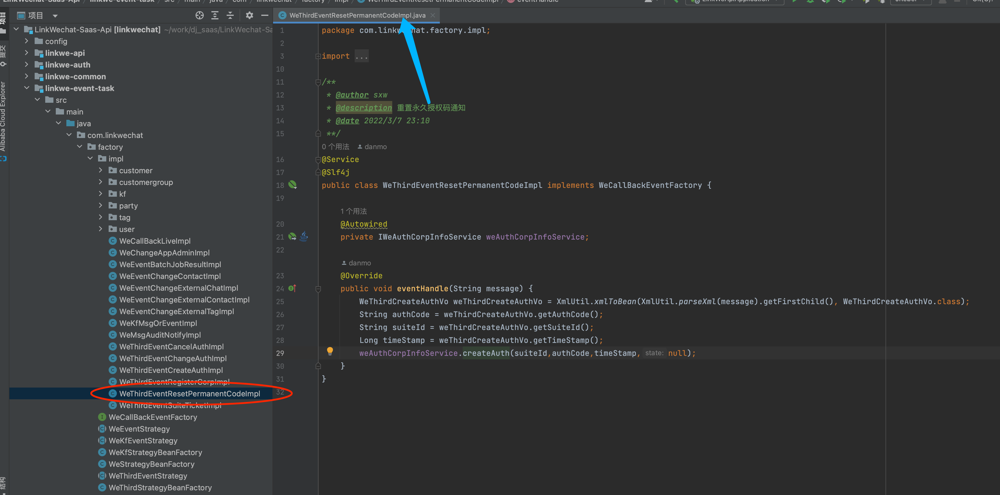 LinkWechat-Saas-Api / linkwe-event-task / src / main / java / com / linkwechat / factory / impl / WeThirdEventResetPermanentCodeImpl / eventHandle
LinkWeApiApplication
JRebel
Git(G):
项目
提交
Alibaba Cloud Explorer
结构
项目
LinkWechat-Saas-Api [linkwechat] ~/work/dj_saas/LinkWechat-Sa
config
linkwe-api
linkwe-auth
linkwe-common
linkwe-event-task
src
main
java
com.linkwechat
factory
impl
customer
customergroup
kf
party
tag
user
WeCallBackLiveImpl
WeChangeAppAdminImpl
WeEventBatchJobResultImpl
WeEventChangeContactImpl
WeEventChangeExternalChatImpl
WeEventChangeExternalContactImpl
WeEventChangeExternalTagImpl
WeKfMsgOrEventImpl
WeMsgAuditNotifyImpl
WeThirdEventCancelAuthImpl
WeThirdEventChangeAuthImpl
WeThirdEventCreateAuthImpl
WeThirdEventRegisterCorpImpl
WeThirdEventResetPermanentCodeImpl
WeThirdEventSuiteTicketImpl
WeCallBackEventFactory
WeEventStrategy
WeKfEventStrategy
WeKfStrategyBeanFactory
WeStrategyBeanFactory
WeThirdEventStrategy
WeThirdStrategyBeanFactory
WeThirdEventResetPermanentCodeImpl.java
1 package com.linkwechat.factory.impl;
2
3 import ...
10
11 /**
12 * @author sxw
13 * @description 重置永久授权码通知
14 * @date 2022/3/7 23:10
15 **/
0 个用法 danmo
16 @Service
17 @Slf4j
18 public class WeThirdEventResetPermanentCodeImpl implements WeCallBackEventFactory {
19
1 个用法
20 @Autowired
21 private IWeAuthCorpInfoService weAuthCorpInfoService;
22
danmo
23 @Override
24 public void eventHandle(String message) {
25 WeThirdCreateAuthVo weThirdCreateAuthVo = XmlUtil.xmlToBean(XmlUtil.parseXml(message).getFirstChild(), WeThirdCreateAuthVo.class);
26 String authCode = weThirdCreateAuthVo.getAuthCode();
27 String suiteId = weThirdCreateAuthVo.getSuiteId();
28 Long timeStamp = weThirdCreateAuthVo.getTimeStamp();
29 weAuthCorpInfoService.createAuth(suiteId,authCode,timeStamp, state: null);
30 }
31 }
32